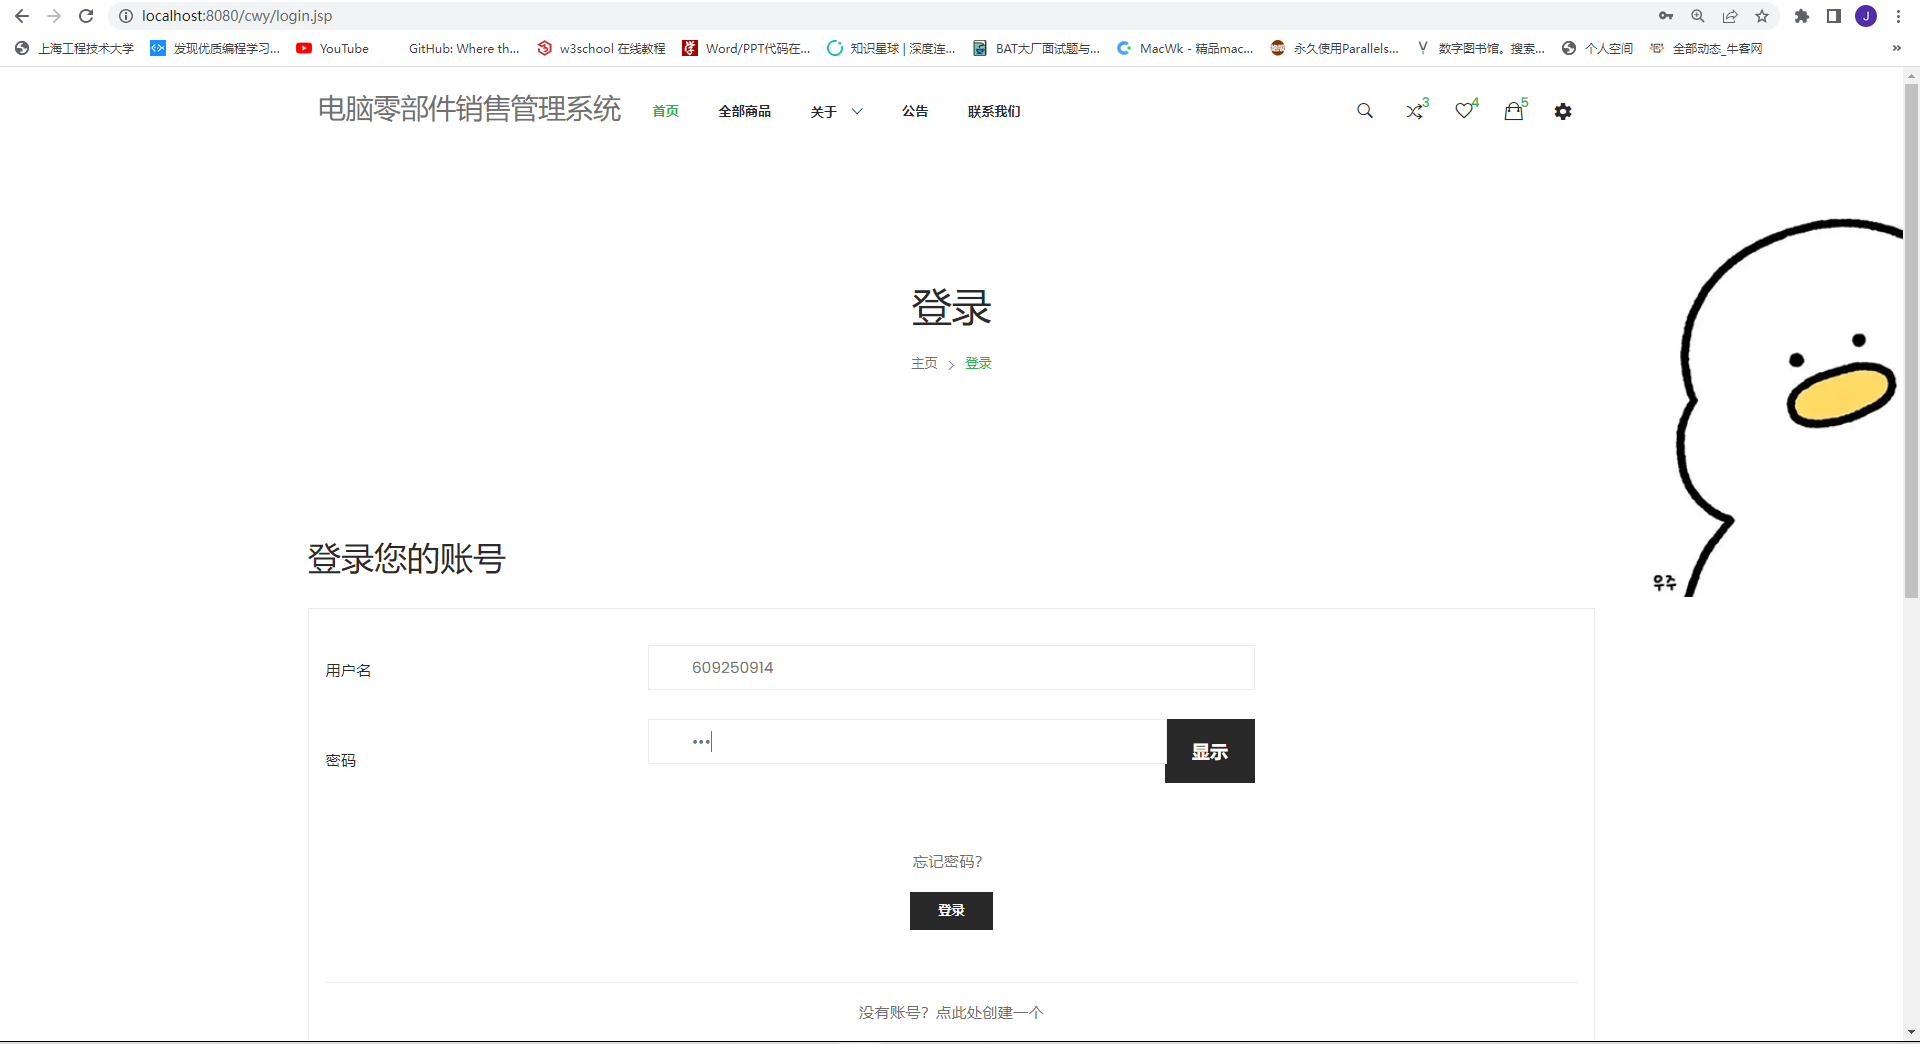 localhost:8080/cwy/login.jsp
J
上海工程技术大学
发现优质编程学习...
YouTube
GitHub: Where th...
w3school 在线教程
Word/PPT代码在...
知识星球 | 深度连...
BAT大厂面试题与...
MacWk - 精品mac...
永久使用Parallels...
数字图书馆。搜索...
个人空间
全部动态_牛客网
电脑零部件销售管理系统
首页
全部商品
关于
公告
联系我们
3
4
5
登录
主页 > 登录
우주
登录您的账号
用户名
609250914
密码
•••
显示
忘记密码?
登录
没有账号? 点此处创建一个